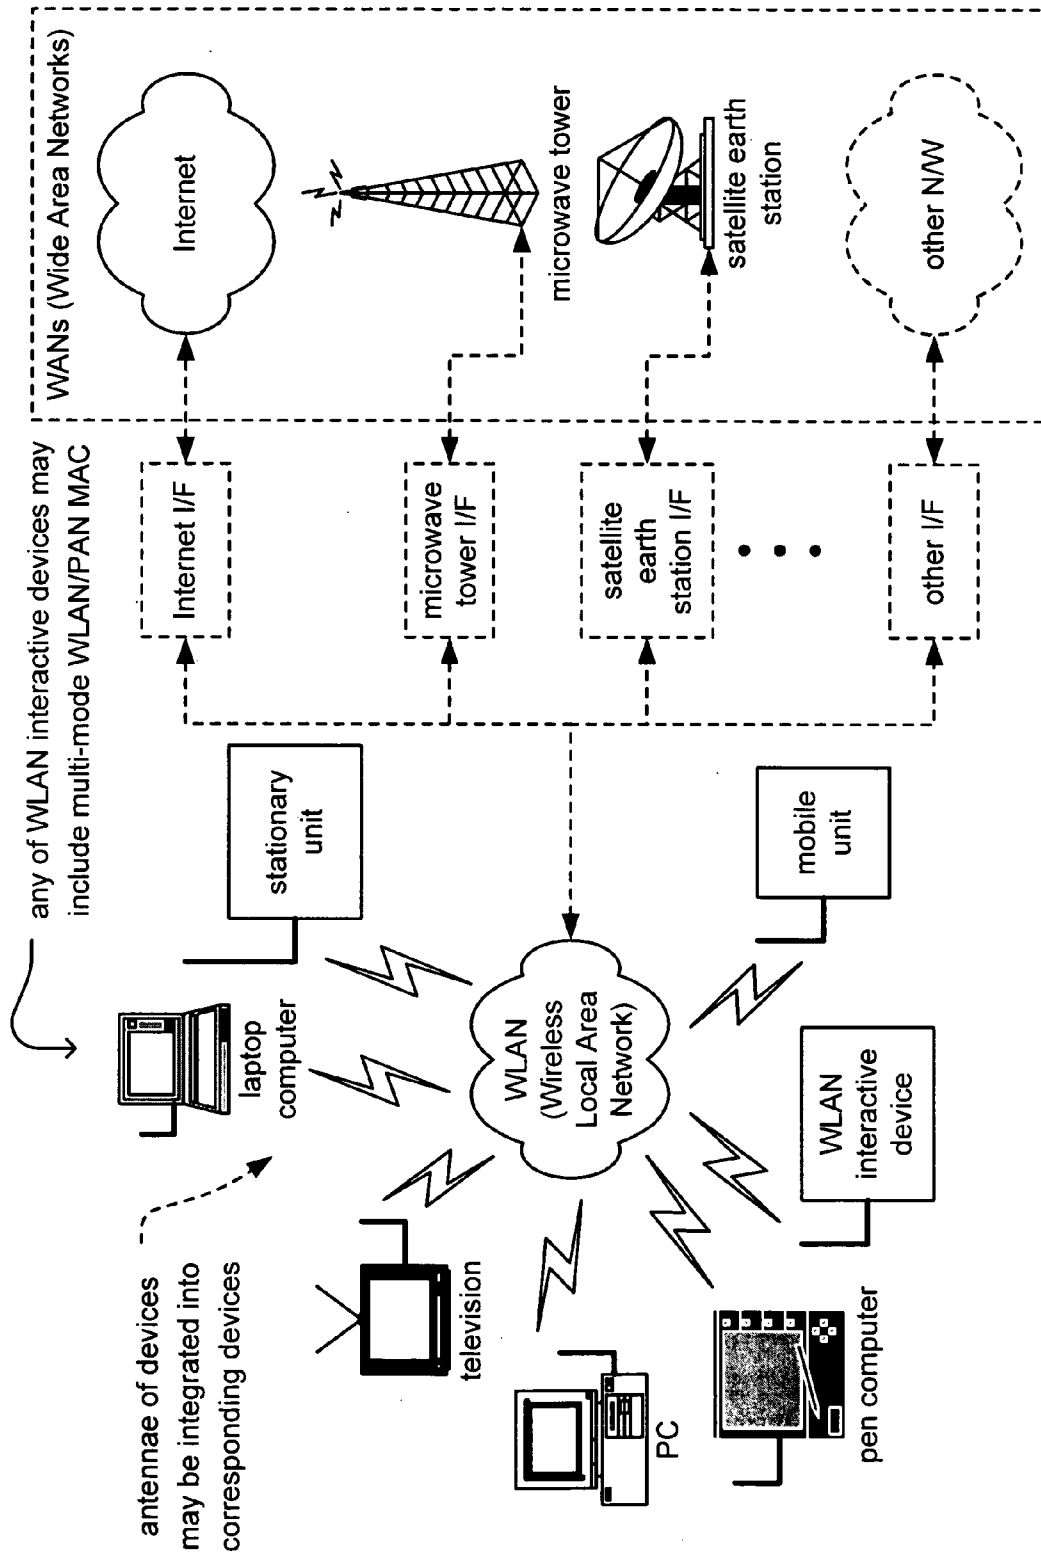 any of WLAN interactive devices may
include multi-mode WLAN/PAN MAC
antennae of devices
may be integrated into
corresponding devices
laptop
computer
stationary
unit
television
PC
pen computer
WLAN
(Wireless
Local Area
Network)
WLAN
interactive
device
mobile
unit
Internet I/F
microwave
tower I/F
satellite
earth
station I/F
other I/F
WANs (Wide Area Networks)
Internet
microwave tower
satellite earth
station
other N/W